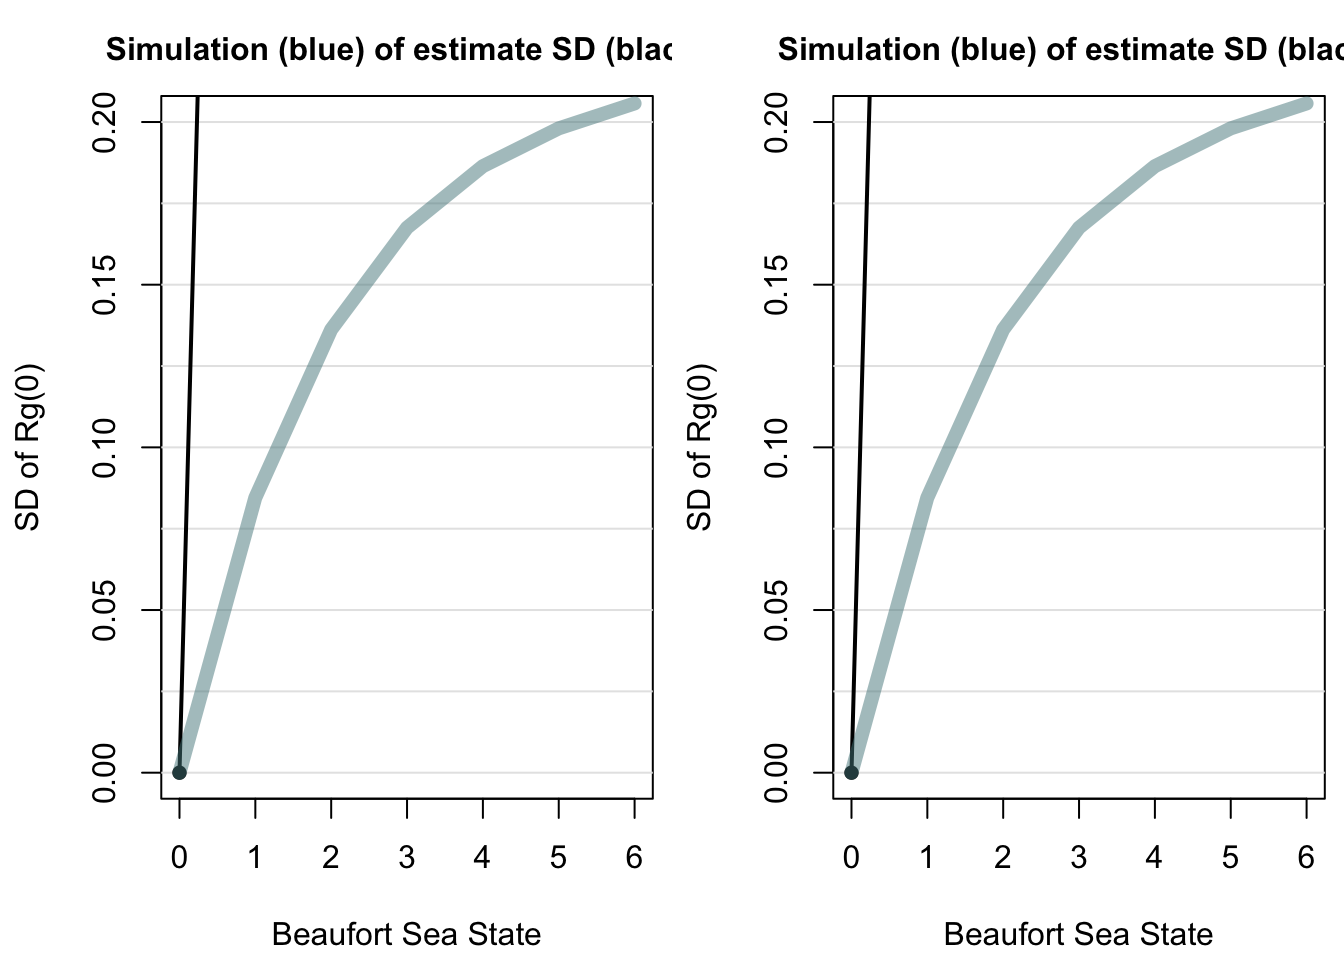 Simulation (blue) of estimate SD (blac
SD of Rg(0)
0.20
0.15
0.10
0.05
0.00
0 1 2 3 4 5 6
Beaufort Sea State
Simulation (blue) of estimate SD (blac
SD of Rg(0)
0.20
0.15
0.10
0.05
0.00
0 1 2 3 4 5 6
Beaufort Sea State